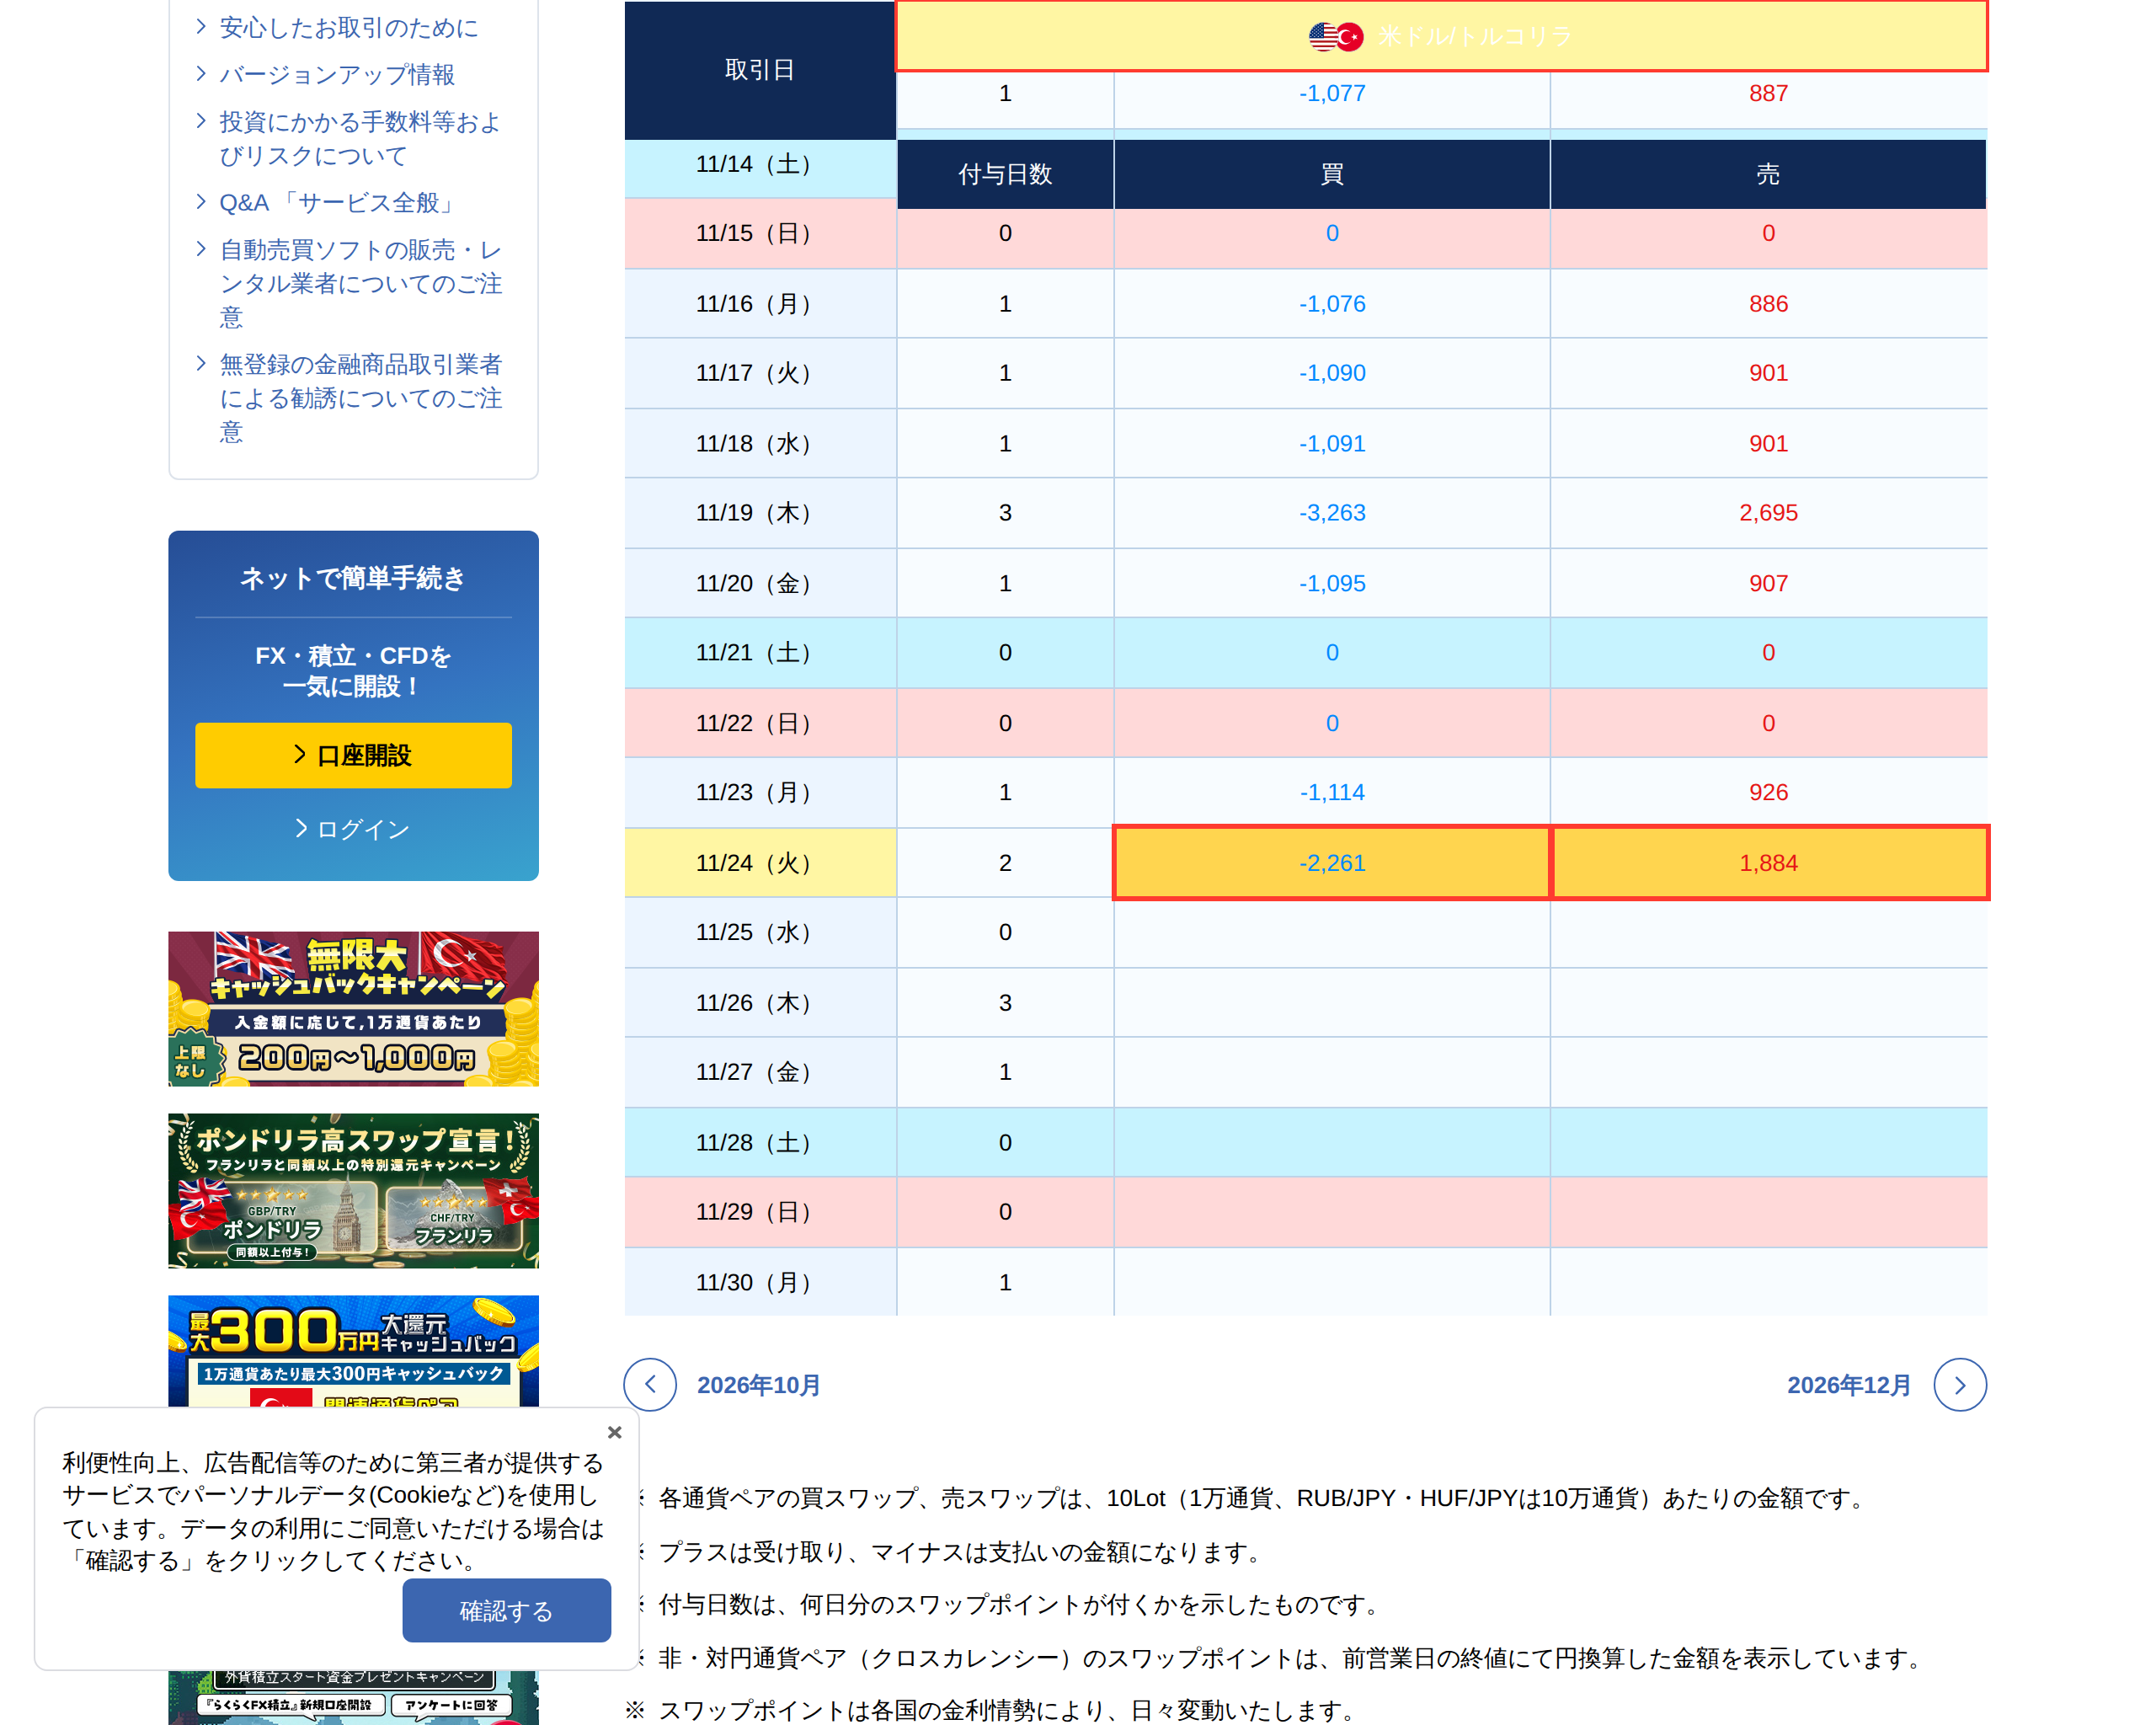 安心したお取引のために
バージョンアップ情報
投資にかかる手数料等およ
びリスクについて
Q&A 「サービス全般」
自動売買ソフトの販売・レ
ンタル業者についてのご注
意
無登録の金融商品取引業者
による勧誘についてのご注
意
ネットで簡単手続き
FX・積立・CFDを
一気に開設！
口座開設
ログイン
無限大
キャッシュバックキャンペーン
入金額に応じて,1万通貨あたり
上限
なし
200円～1,000円
ポンドリラ高スワップ宣言！
フランリラと同額以上の特別還元キャンペーン
GBP/TRY
ポンドリラ
同額以上付与！
CHF/TRY
フランリラ
最大300万円大還元
キャッシュバック
1万通貨あたり最大300円キャッシュバック
取引日
米ドル/トルコリラ
1 -1,077 887
付与日数 買 売
11/14（土）
11/15（日） 0 0 0
11/16（月） 1 -1,076 886
11/17（火） 1 -1,090 901
11/18（水） 1 -1,091 901
11/19（木） 3 -3,263 2,695
11/20（金） 1 -1,095 907
11/21（土） 0 0 0
11/22（日） 0 0 0
11/23（月） 1 -1,114 926
11/24（火） 2 -2,261 1,884
11/25（水） 0
11/26（木） 3
11/27（金） 1
11/28（土） 0
11/29（日） 0
11/30（月） 1
2026年10月
2026年12月
※ 各通貨ペアの買スワップ、売スワップは、10Lot（1万通貨、RUB/JPY・HUF/JPYは10万通貨）あたりの金額です。
※ プラスは受け取り、マイナスは支払いの金額になります。
※ 付与日数は、何日分のスワップポイントが付くかを示したものです。
※ 非・対円通貨ペア（クロスカレンシー）のスワップポイントは、前営業日の終値にて円換算した金額を表示しています。
※ スワップポイントは各国の金利情勢により、日々変動いたします。
×
利便性向上、広告配信等のために第三者が提供する
サービスでパーソナルデータ(Cookieなど)を使用し
ています。データの利用にご同意いただける場合は
「確認する」をクリックしてください。
確認する
外貨積立スタート資金プレゼントキャンペーン
『らくらくFX積立』新規口座開設
アンケートに回答